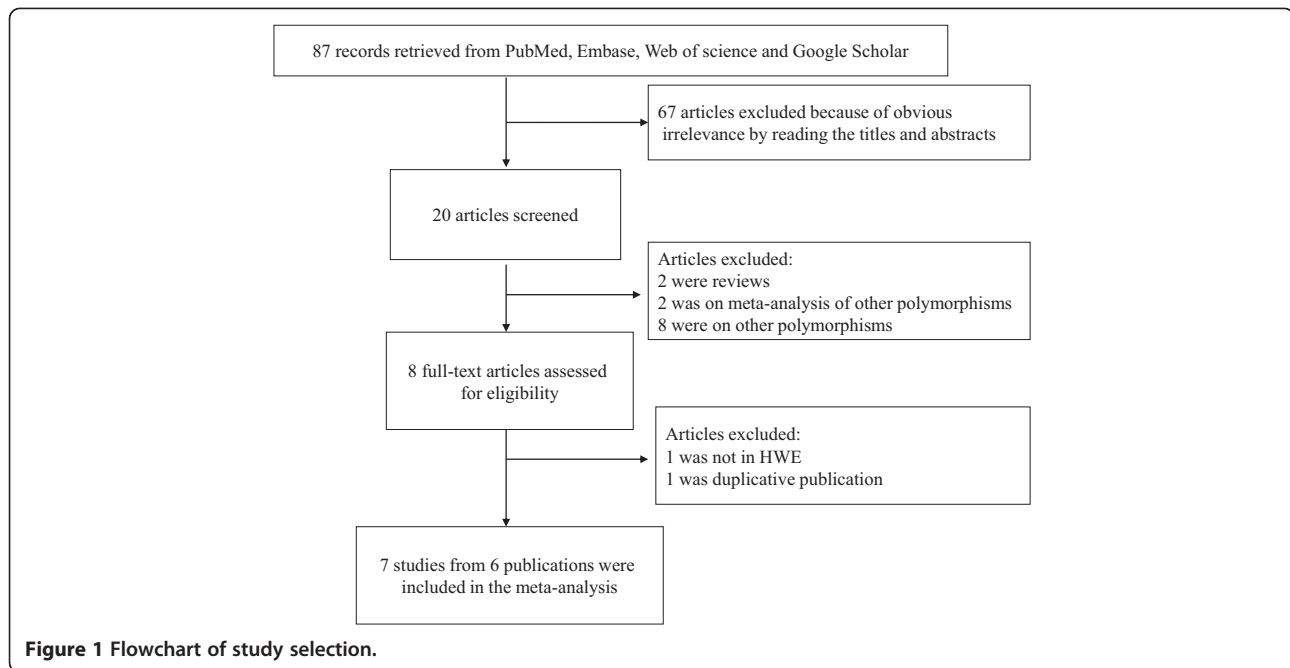 87 records retrieved from PubMed, Embase, Web of science and Google Scholar
67 articles excluded because of obvious
irrelevance by reading the titles and abstracts
20 articles screened
Articles excluded:
2 were reviews
2 was on meta-analysis of other polymorphisms
8 were on other polymorphisms
8 full-text articles assessed
for eligibility
Articles excluded:
1 was not in HWE
1 was duplicative publication
7 studies from 6 publications were
included in the meta-analysis
Figure 1 Flowchart of study selection.